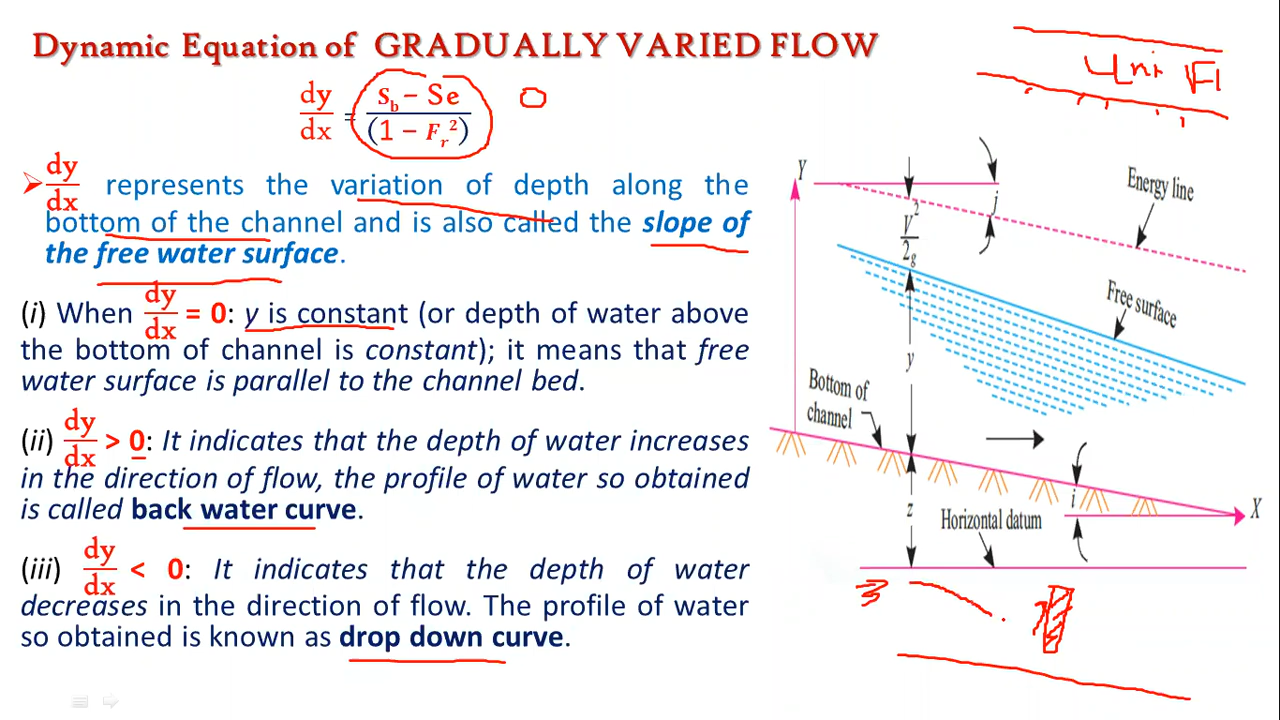 Dynamic Equation of GRADUALLY VARIED FLOW
dy/dx = (S_b − Se)/(1 − F_r²) 0
Uni Fl
➢ dy/dx represents the variation of depth along the
bottom of the channel and is also called the slope of
the free water surface.
(i) When dy/dx = 0: y is constant (or depth of water above
the bottom of channel is constant); it means that free
water surface is parallel to the channel bed.
(ii) dy/dx > 0: It indicates that the depth of water increases
in the direction of flow, the profile of water so obtained
is called back water curve.
(iii) dy/dx < 0: It indicates that the depth of water
decreases in the direction of flow. The profile of water
so obtained is known as drop down curve.
Y
j
Energy line
V²/2g
Free surface
y
Bottom of
channel
z
i
X
Horizontal datum